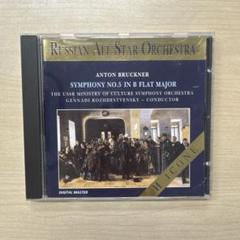 RUSSIAN ALL STAR ORCHESTRA
ANTON BRUCKNER
SYMPHONY NO.5 IN B FLAT MAJOR
THE USSR MINISTRY OF CULTURE SYMPHONY ORCHESTRA
GENNADI ROZHDESTVENSKY - CONDUCTOR
DIGITAL MASTER
ICONE